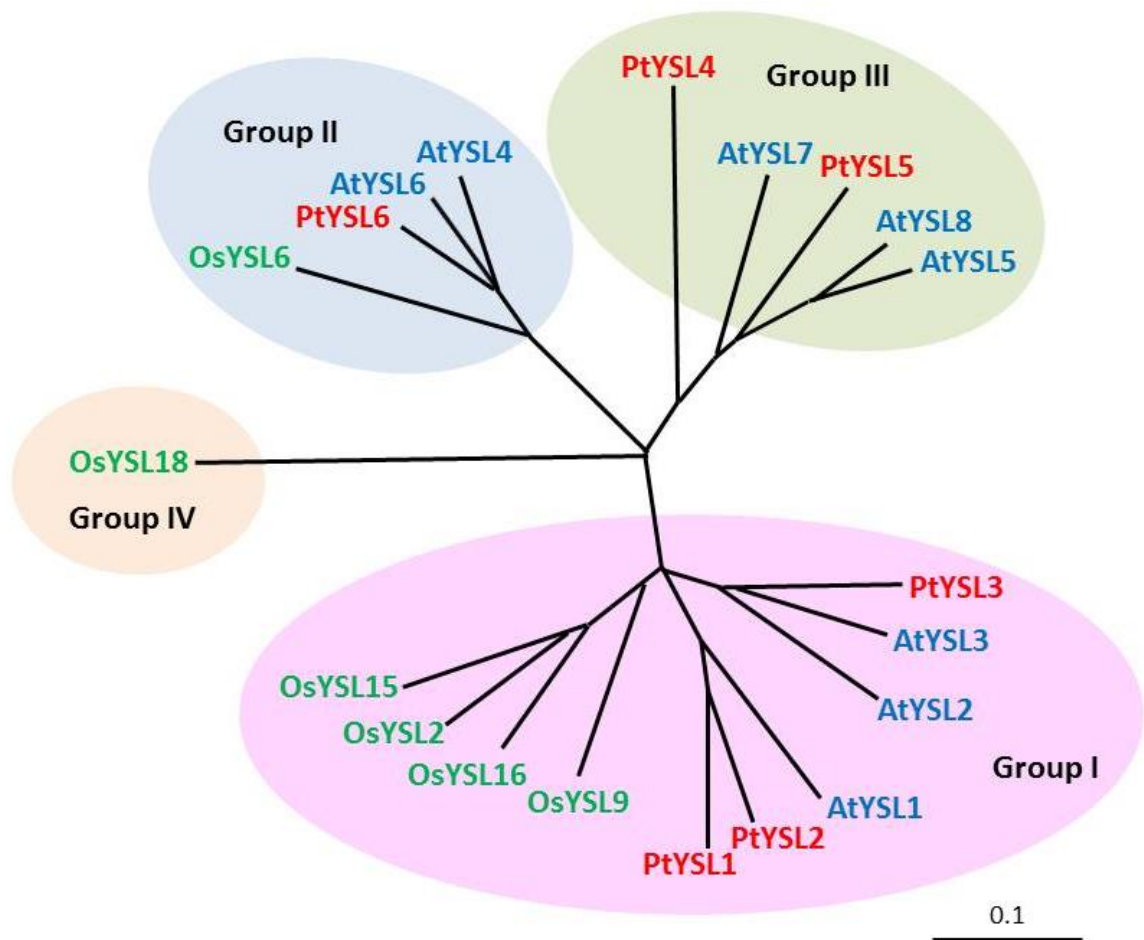 PtYSL4
Group III
Group II
AtYSL4
AtYSL7
PtYSL5
AtYSL6
PtYSL6
AtYSL8
OsYSL6
AtYSL5
OsYSL18
Group IV
PtYSL3
AtYSL3
OsYSL15
AtYSL2
OsYSL2
OsYSL16
Group I
OsYSL9
AtYSL1
PtYSL2
PtYSL1
0.1